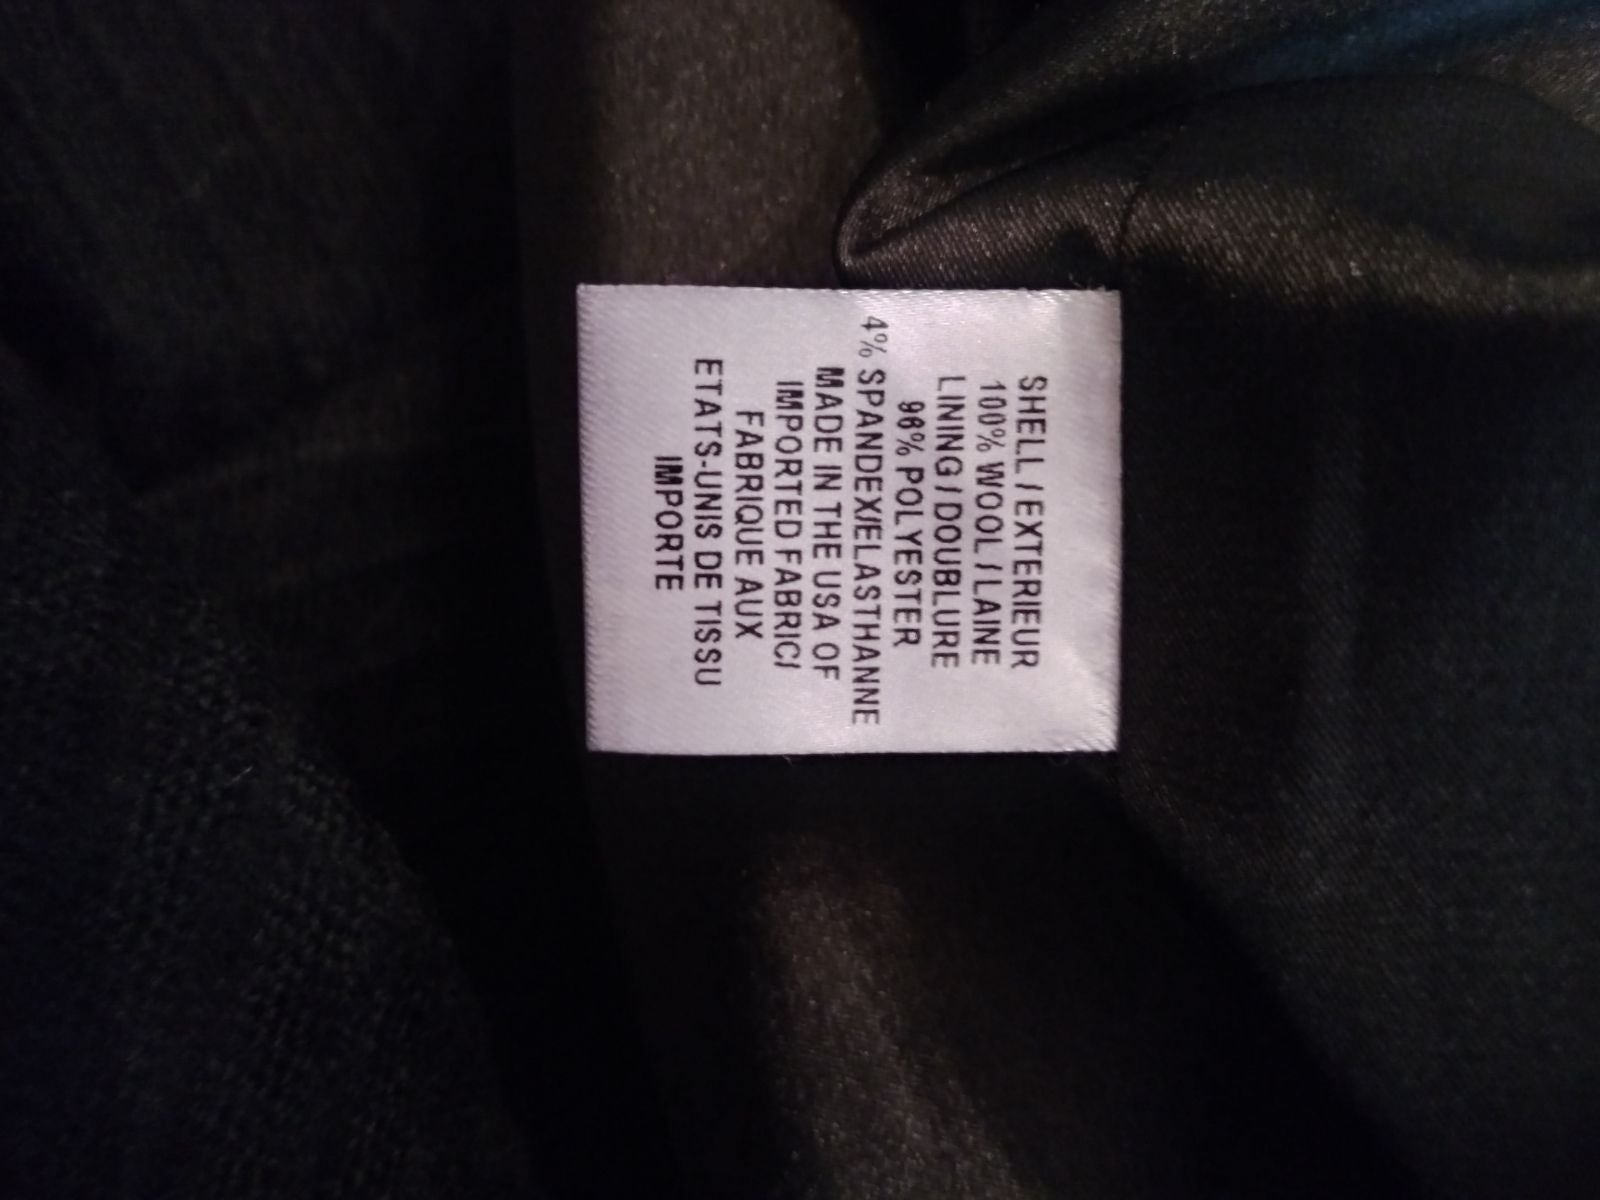 SHELL / EXTERIEUR
100% WOOL / LAINE
LINING / DOUBLURE
96% POLYESTER
4% SPANDEX/ELASTHANNE
MADE IN THE USA OF
IMPORTED FABRIC/
FABRIQUE AUX
ETATS-UNIS DE TISSU
IMPORTE